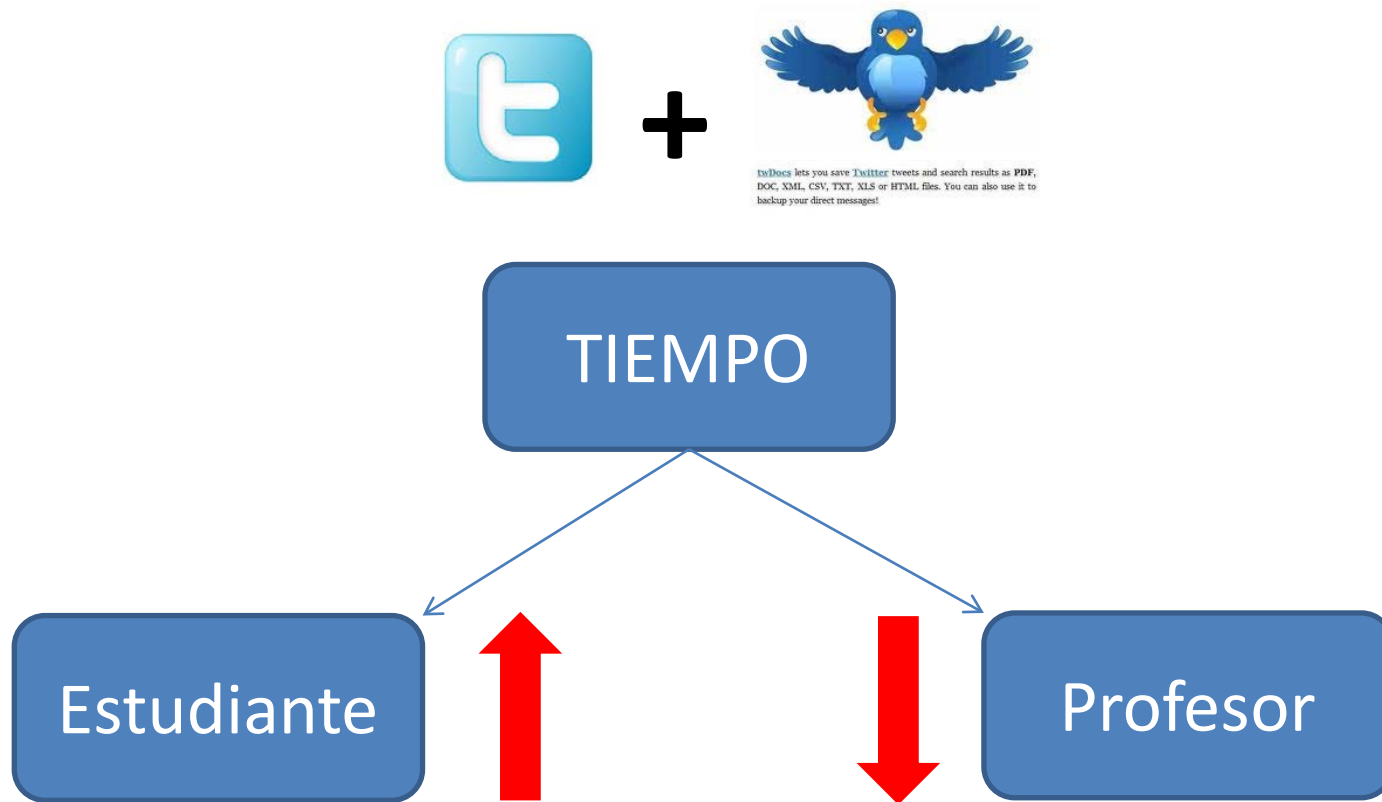 t
+
twDocs lets you save Twitter tweets and search results as PDF,
DOC, XML, CSV, TXT, XLS or HTML files. You can also use it to
backup your direct messages!
TIEMPO
Estudiante
Profesor